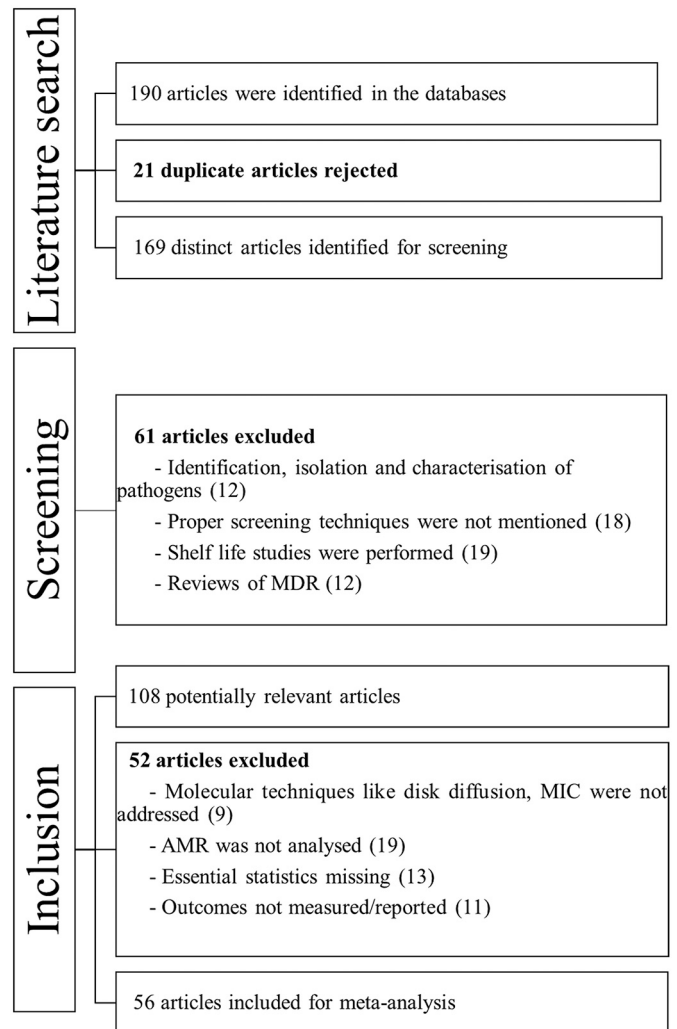 Literature search
190 articles were identified in the databases
21 duplicate articles rejected
169 distinct articles identified for screening
Screening
61 articles excluded
- Identification, isolation and characterisation of
pathogens (12)
- Proper screening techniques were not mentioned (18)
- Shelf life studies were performed (19)
- Reviews of MDR (12)
Inclusion
108 potentially relevant articles
52 articles excluded
- Molecular techniques like disk diffusion, MIC were not
addressed (9)
- AMR was not analysed (19)
- Essential statistics missing (13)
- Outcomes not measured/reported (11)
56 articles included for meta-analysis